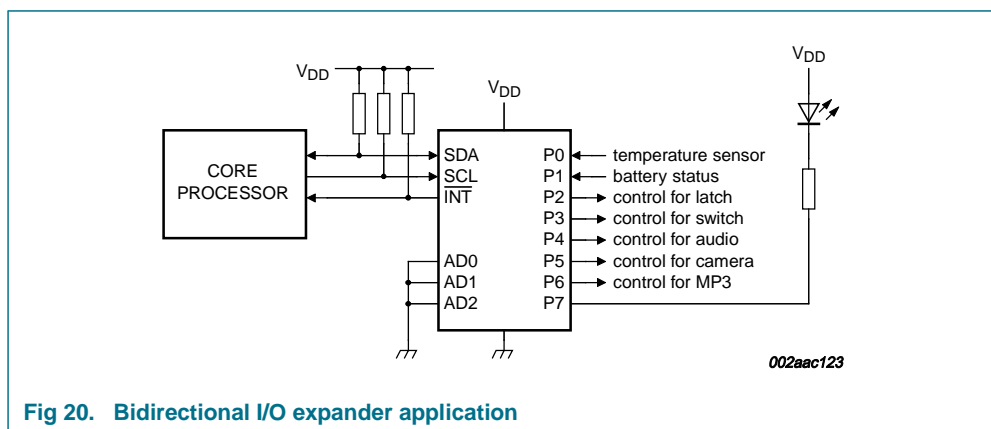 VDD
VDD
VDD
CORE
PROCESSOR
SDA
SCL
INT
AD0
AD1
AD2
P0
P1
P2
P3
P4
P5
P6
P7
temperature sensor
battery status
control for latch
control for switch
control for audio
control for camera
control for MP3
002aac123
Fig 20. Bidirectional I/O expander application